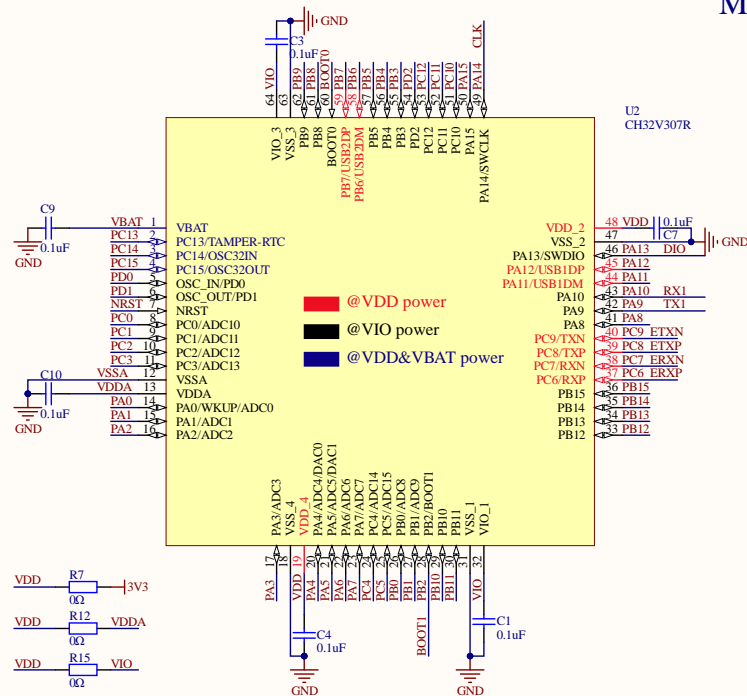 M
GND
C3
0.1uF
VIO
PB9
PB8
BOOT0
PB7
PB6
PB5
PB4
PB3
PD2
PC12
PC11
PC10
PA15
PA14
CLK
64
63
62
61
60
59
58
57
56
55
54
53
52
51
50
49
VIO_3
VSS_3
PB9
PB8
BOOT0
PB7/USB2DP
PB6/USB2DM
PB5
PB4
PB3
PD2
PC12
PC11
PC10
PA15
PA14/SWCLK
U2
CH32V307R
C9
0.1uF
GND
VBAT 1 VBAT
PC13 2 PC13/TAMPER-RTC
PC14 3 PC14/OSC32IN
PC15 4 PC15/OSC32OUT
PD0 5 OSC_IN/PD0
PD1 6 OSC_OUT/PD1
NRST 7 NRST
PC0 8 PC0/ADC10
PC1 9 PC1/ADC11
PC2 10 PC2/ADC12
PC3 11 PC3/ADC13
VSSA 12 VSSA
VDDA 13 VDDA
PA0 14 PA0/WKUP/ADC0
PA1 15 PA1/ADC1
PA2 16 PA2/ADC2
C10
0.1uF
GND
@VDD power
@VIO power
@VDD&VBAT power
VDD_2 48 VDD
VSS_2 47
PA13/SWDIO 46 PA13 DIO
PA12/USB1DP 45 PA12
PA11/USB1DM 44 PA11
PA10 43 PA10 RX1
PA9 42 PA9 TX1
PA8 41 PA8
PC9/TXN 40 PC9 ETXN
PC8/TXP 39 PC8 ETXP
PC7/RXN 38 PC7 ERXN
PC6/RXP 37 PC6 ERXP
PB15 36 PB15
PB14 35 PB14
PB13 34 PB13
PB12 33 PB12
0.1uF
C7
GND
PA3/ADC3
VSS_4
VDD_4
PA4/ADC4/DAC0
PA5/ADC5/DAC1
PA6/ADC6
PA7/ADC7
PC4/ADC14
PC5/ADC15
PB0/ADC8
PB1/ADC9
PB2/BOOT1
PB10
PB11
VSS_1
VIO_1
17
18
19
20
21
22
23
24
25
26
27
28
29
30
31
32
PA3
VDD
PA4
PA5
PA6
PA7
PC4
PC5
PB0
PB1
PB2
BOOT1
PB10
PB11
VIO
C4
0.1uF
GND
C1
0.1uF
GND
VDD R7 3V3
0Ω
VDD R12 VDDA
0Ω
VDD R15 VIO
0Ω